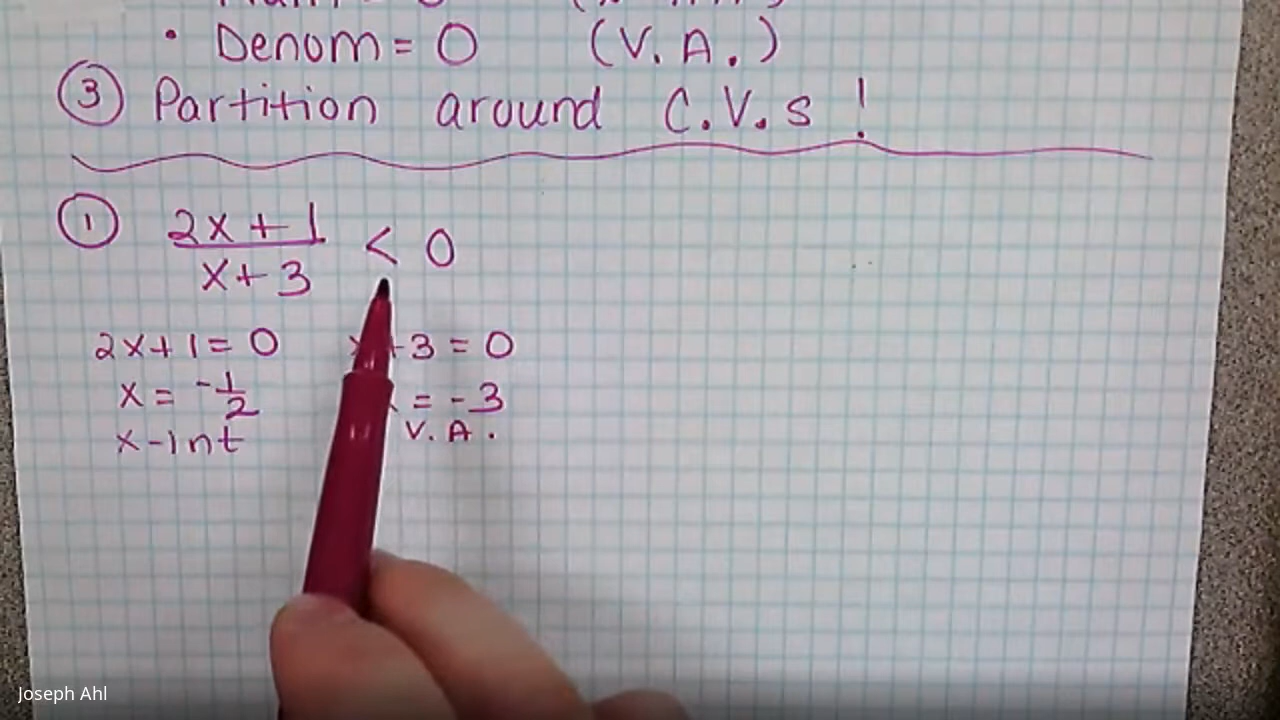 • Denom = 0 (V.A.)
③ Partition around C.V.s !
① 2x + 1
x + 3 < 0
2x + 1 = 0 x + 3 = 0
x = -1/2 x = -3
x-int V.A.
Joseph Ahl